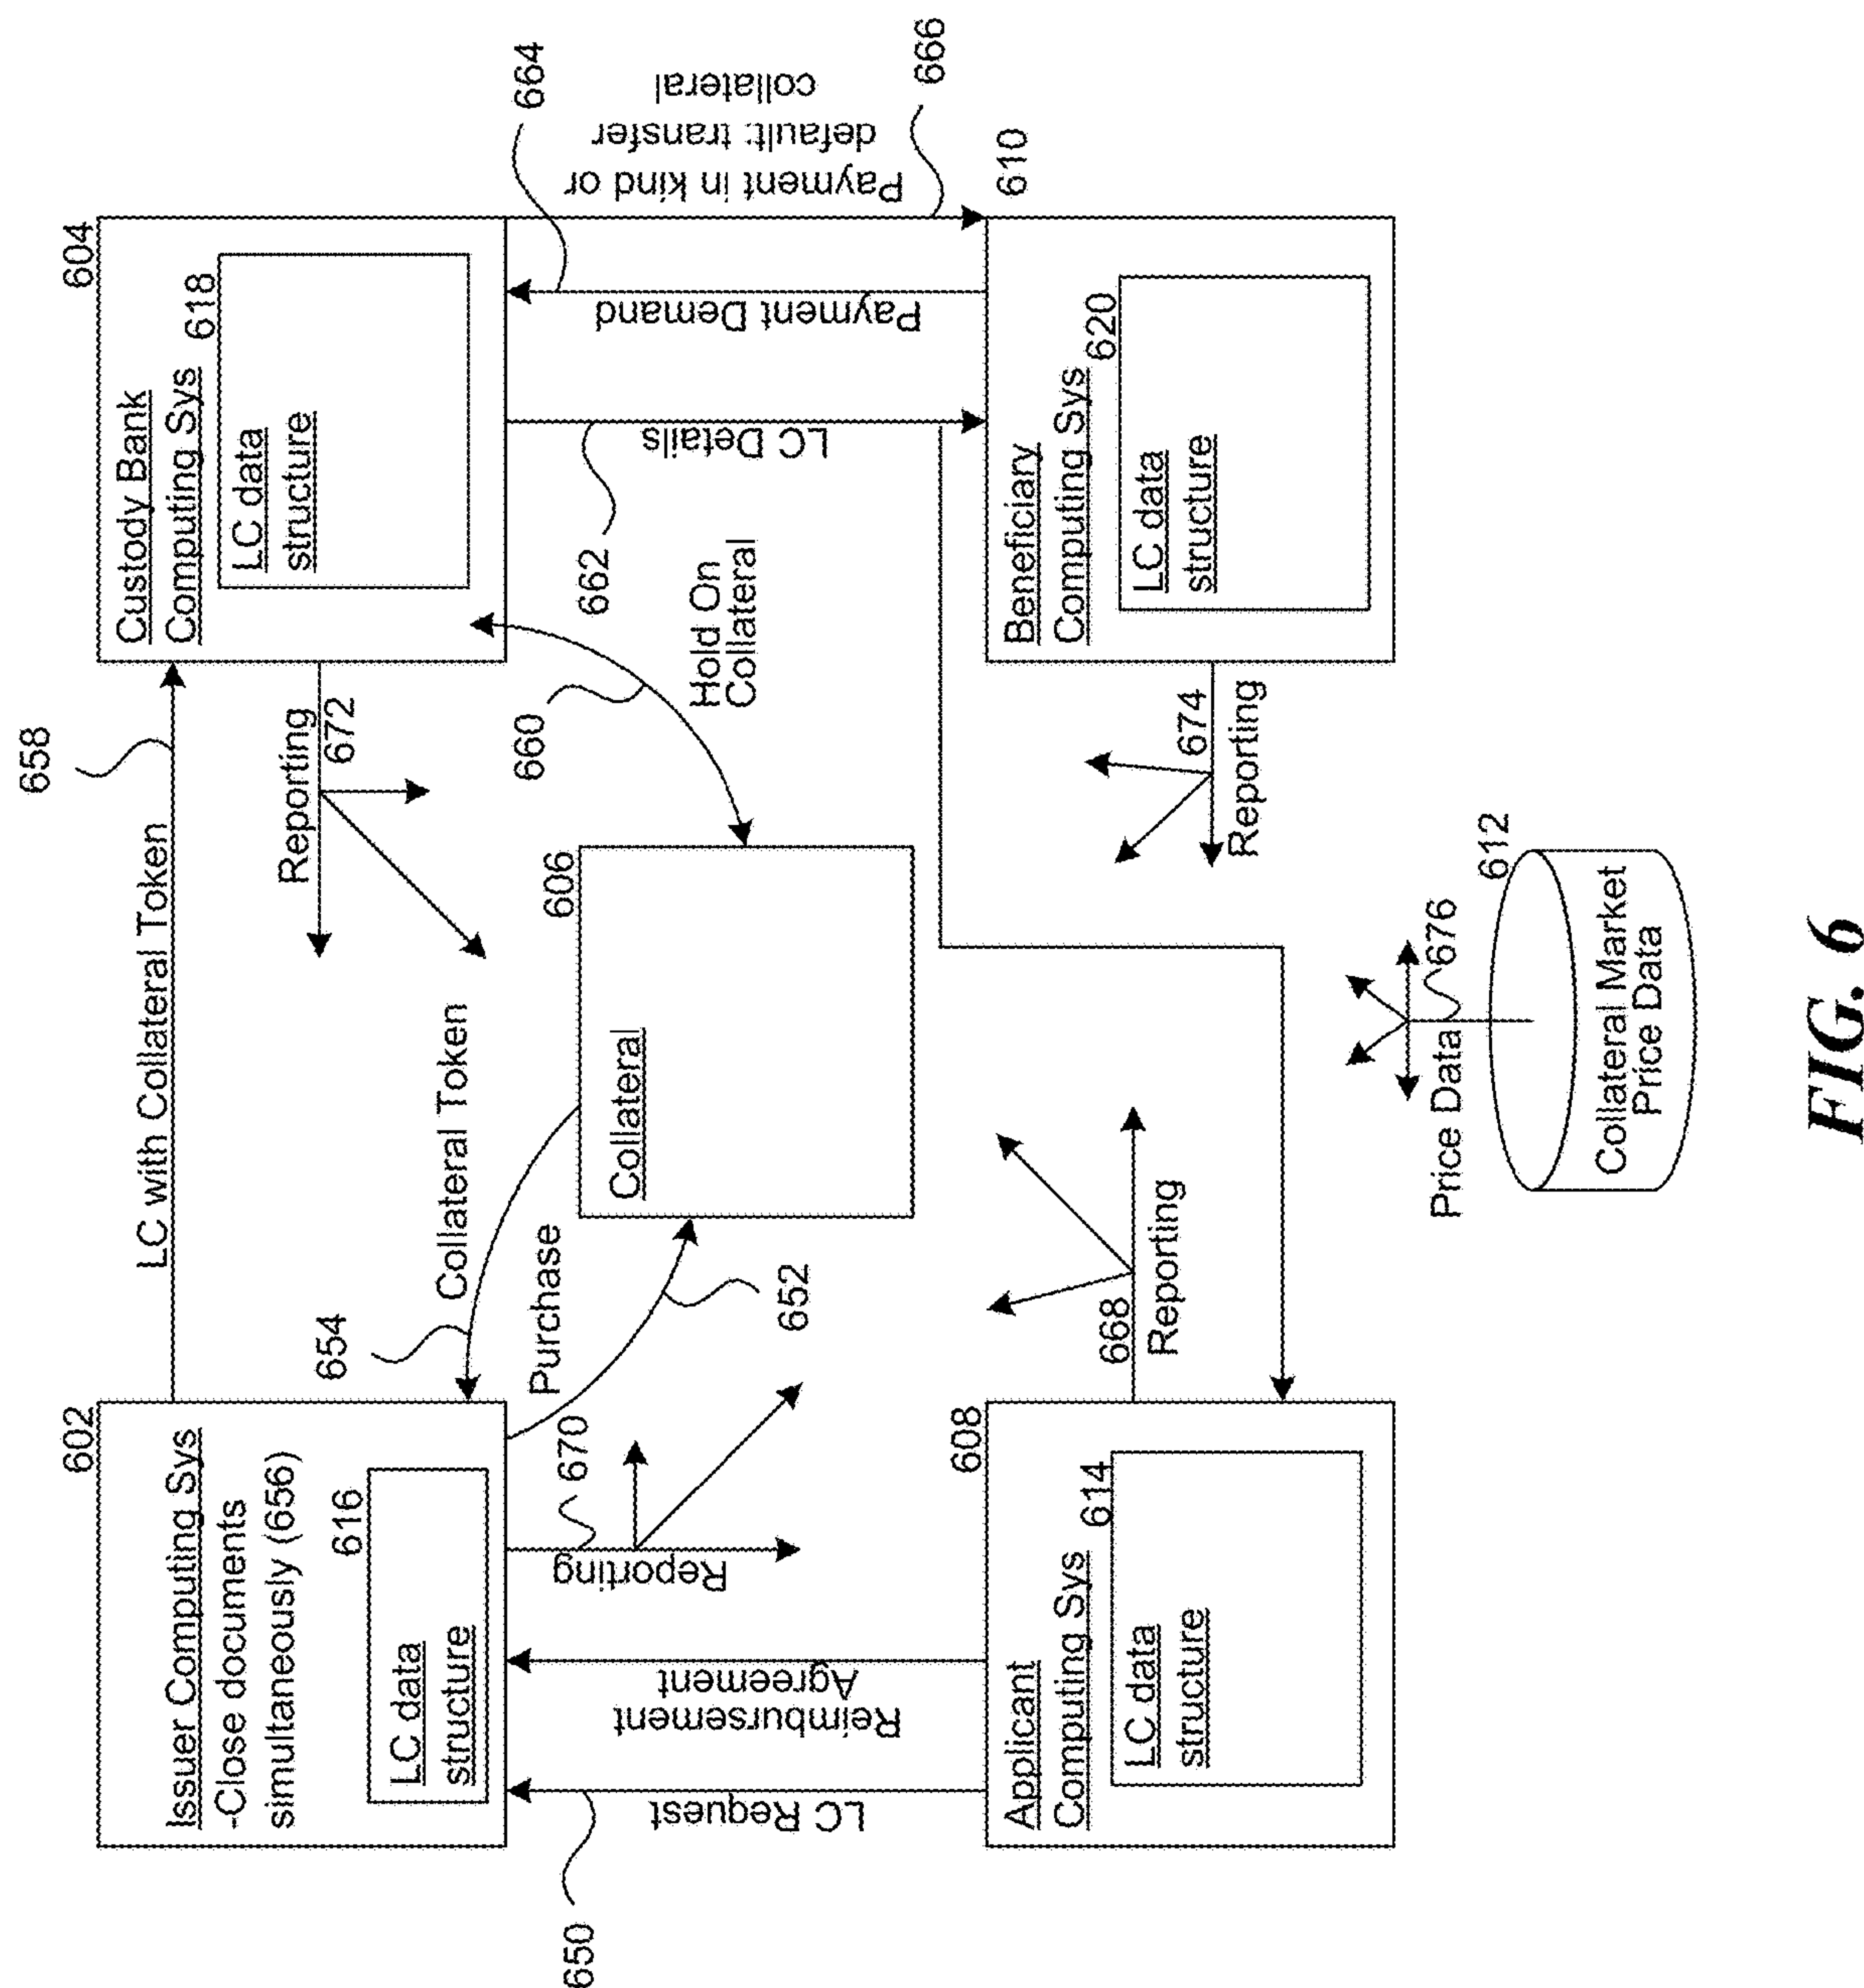 658
LC with Collateral Token
602
Issuer Computing Sys
-Close documents
simultaneously (656)
616
LC data
structure
604
Custody Bank
Computing Sys
618
LC data
structure
Reporting
672
654
Collateral Token
Purchase
652
606
Collateral
660
Hold On
Collateral
650
LC Request
Reimbursement
Agreement
Reporting
670
662
LC Details
Payment Demand
664
Payment in kind or
default: transfer
collateral
666
608
Applicant
Computing Sys
614
LC data
structure
668
Reporting
610
Beneficiary
Computing Sys
620
LC data
structure
674
Reporting
Price Data
676
612
Collateral Market
Price Data
FIG. 6